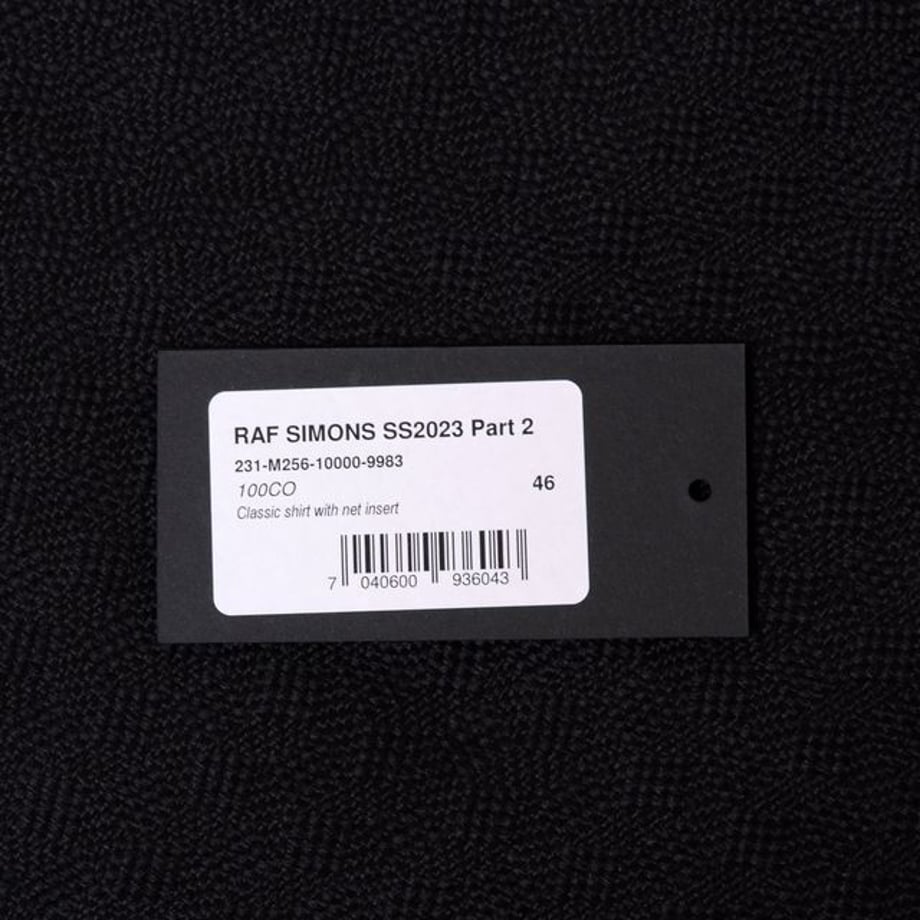 RAF SIMONS SS2023 Part 2
231-M256-10000-9983
100CO
46
Classic shirt with net insert
7 040600 936043